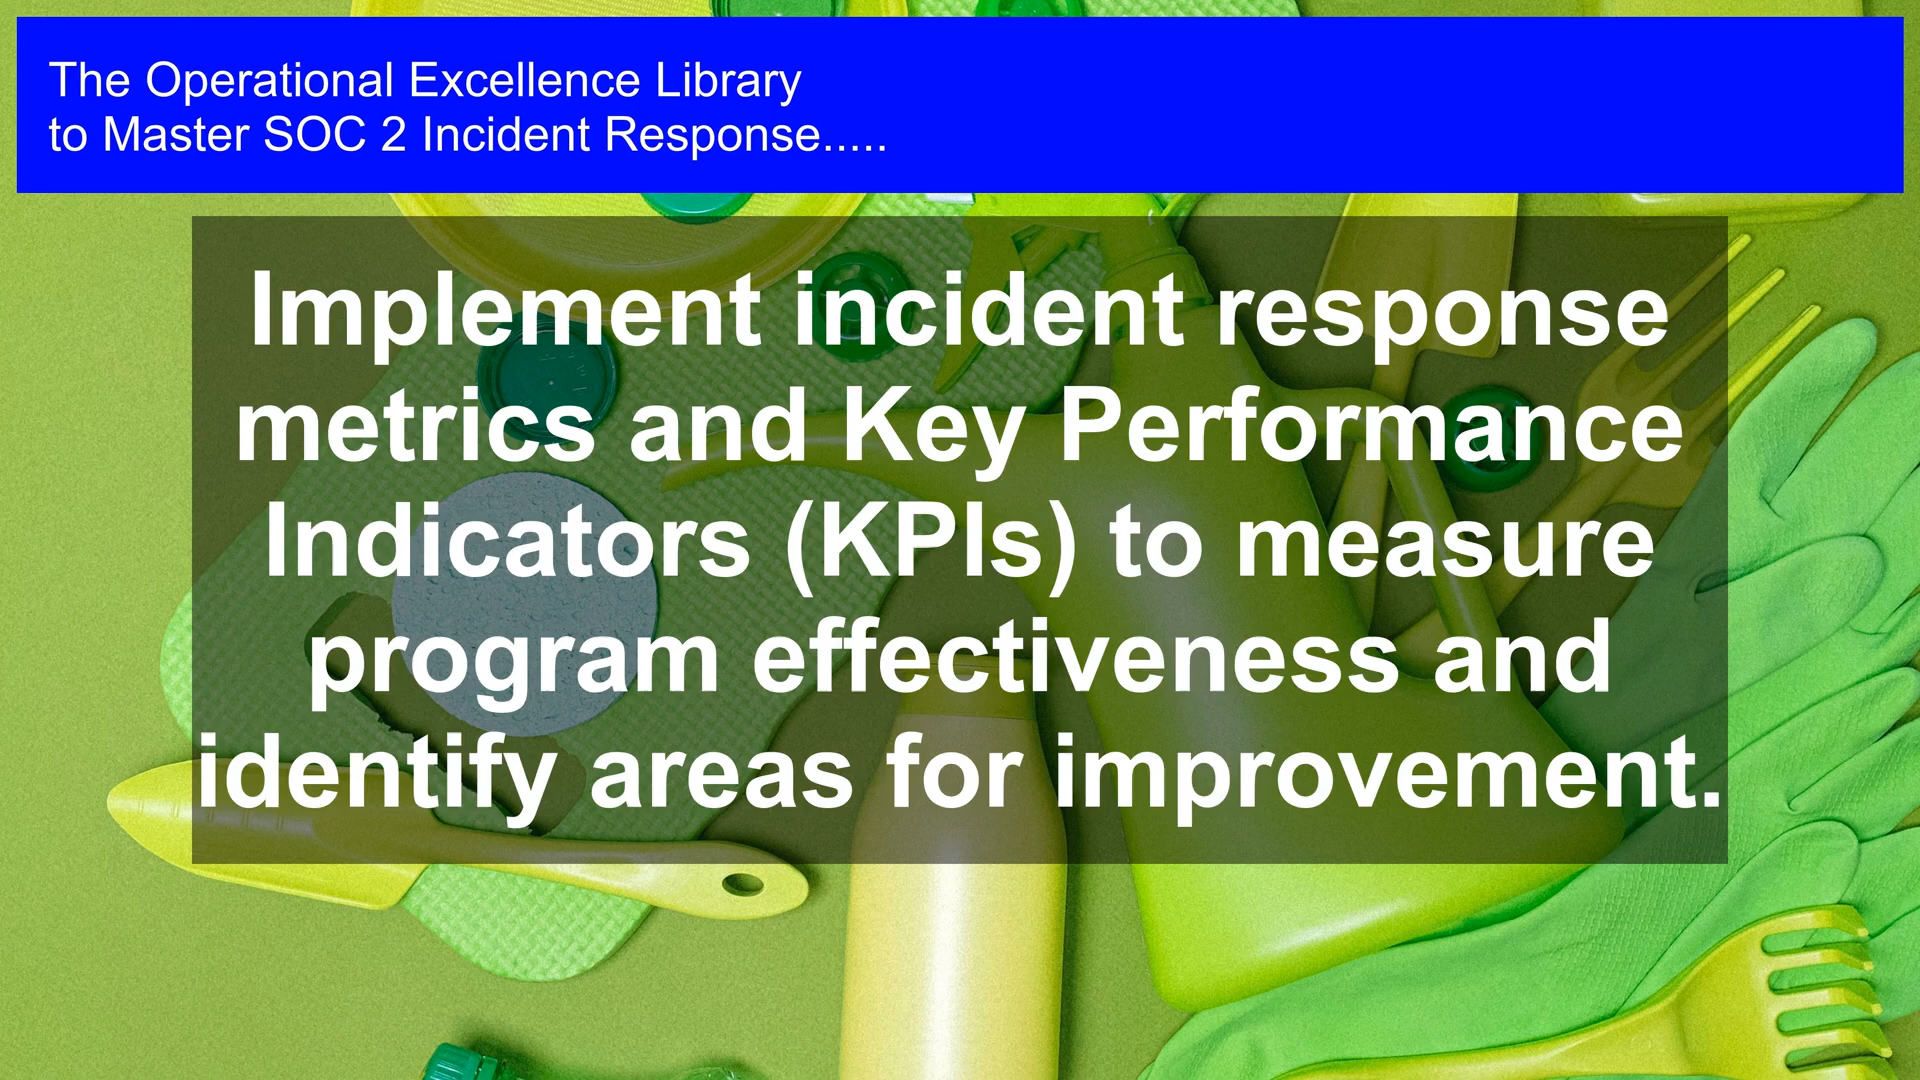 The Operational Excellence Library
to Master SOC 2 Incident Response.....
Implement incident response
metrics and Key Performance
Indicators (KPIs) to measure
program effectiveness and
identify areas for improvement.